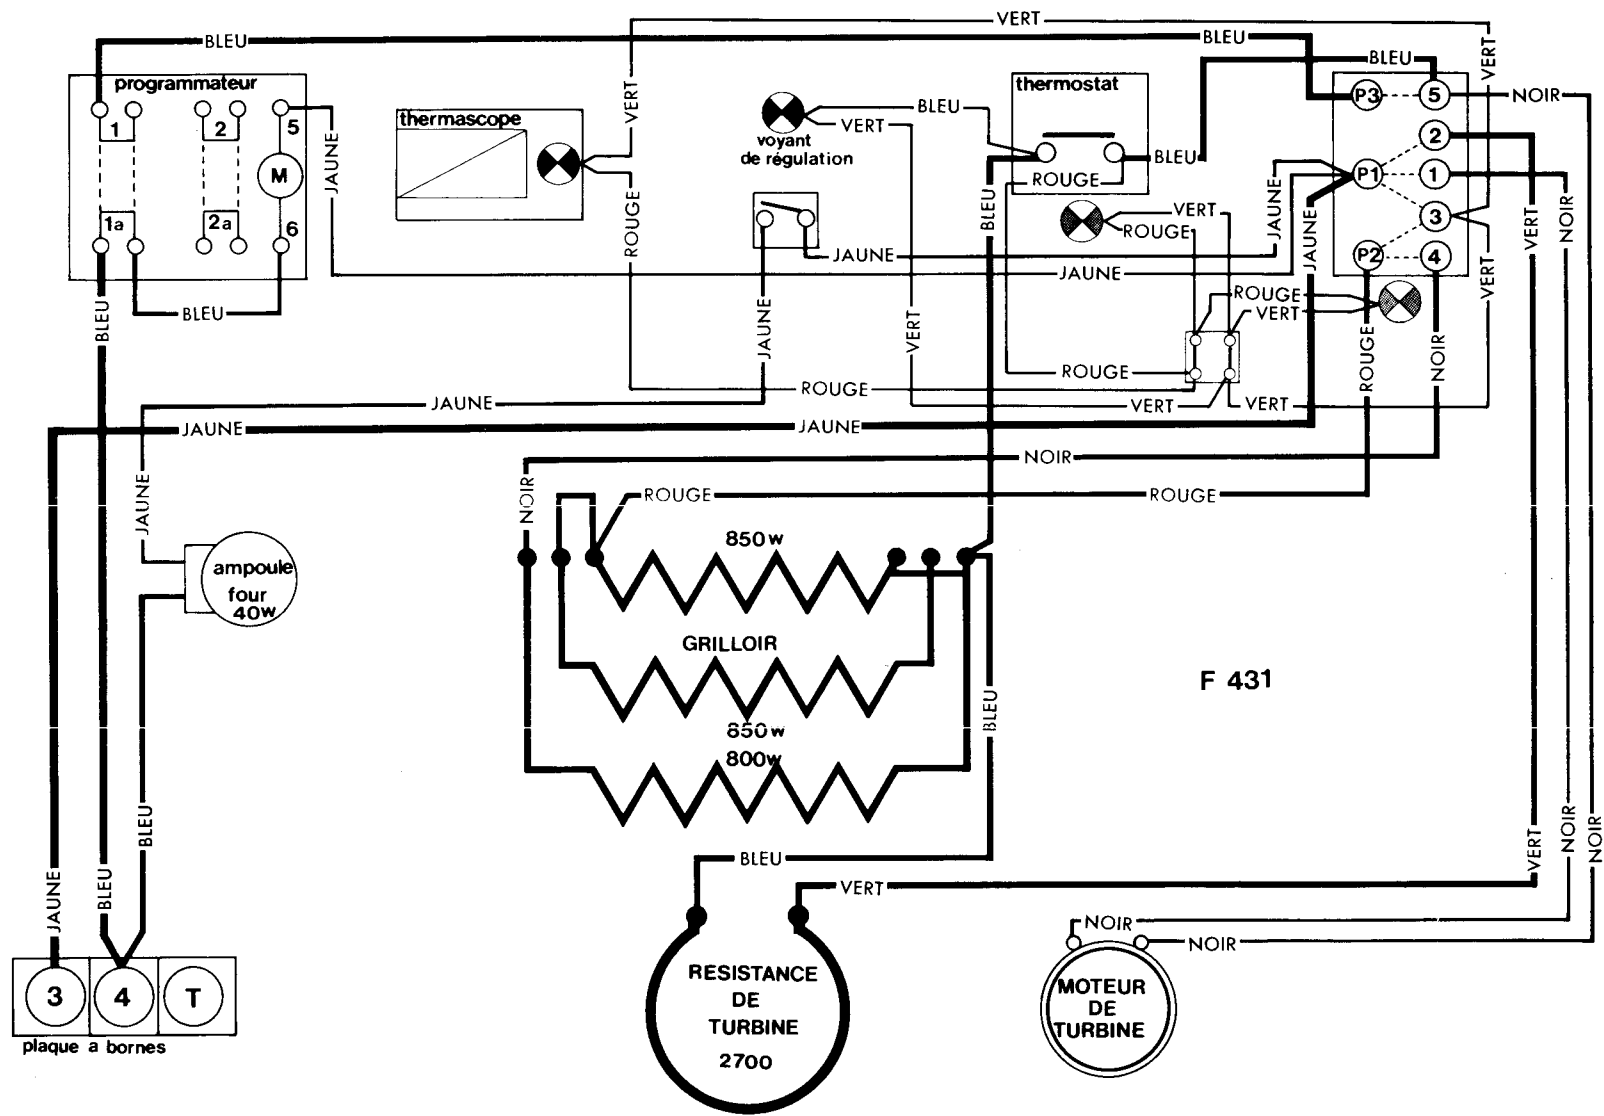 VERT
BLEU
BLEU
BLEU
VERT
programmateur
thermostat
VERT
thermascope
BLEU
P3
5
NOIR
1
2
5
voyant
de régulation
VERT
BLEU
2
JAUNE
M
ROUGE
P1
1
1a
2a
6
ROUGE
BLEU
VERT
ROUGE
JAUNE
JAUNE
3
VERT
NOIR
JAUNE
JAUNE
P2
4
VERT
BLEU
BLEU
JAUNE
VERT
ROUGE
VERT
ROUGE
NOIR
ROUGE
ROUGE
JAUNE
VERT
VERT
JAUNE
JAUNE
NOIR
JAUNE
NOIR
ROUGE
ROUGE
850w
ampoule
four
40w
GRILLOIR
F 431
BLEU
850w
800w
BLEU
NOIR
NOIR
VERT
BLEU
VERT
JAUNE
BLEU
NOIR
NOIR
3
4
T
plaque a bornes
RESISTANCE
DE
TURBINE
2700
MOTEUR
DE
TURBINE